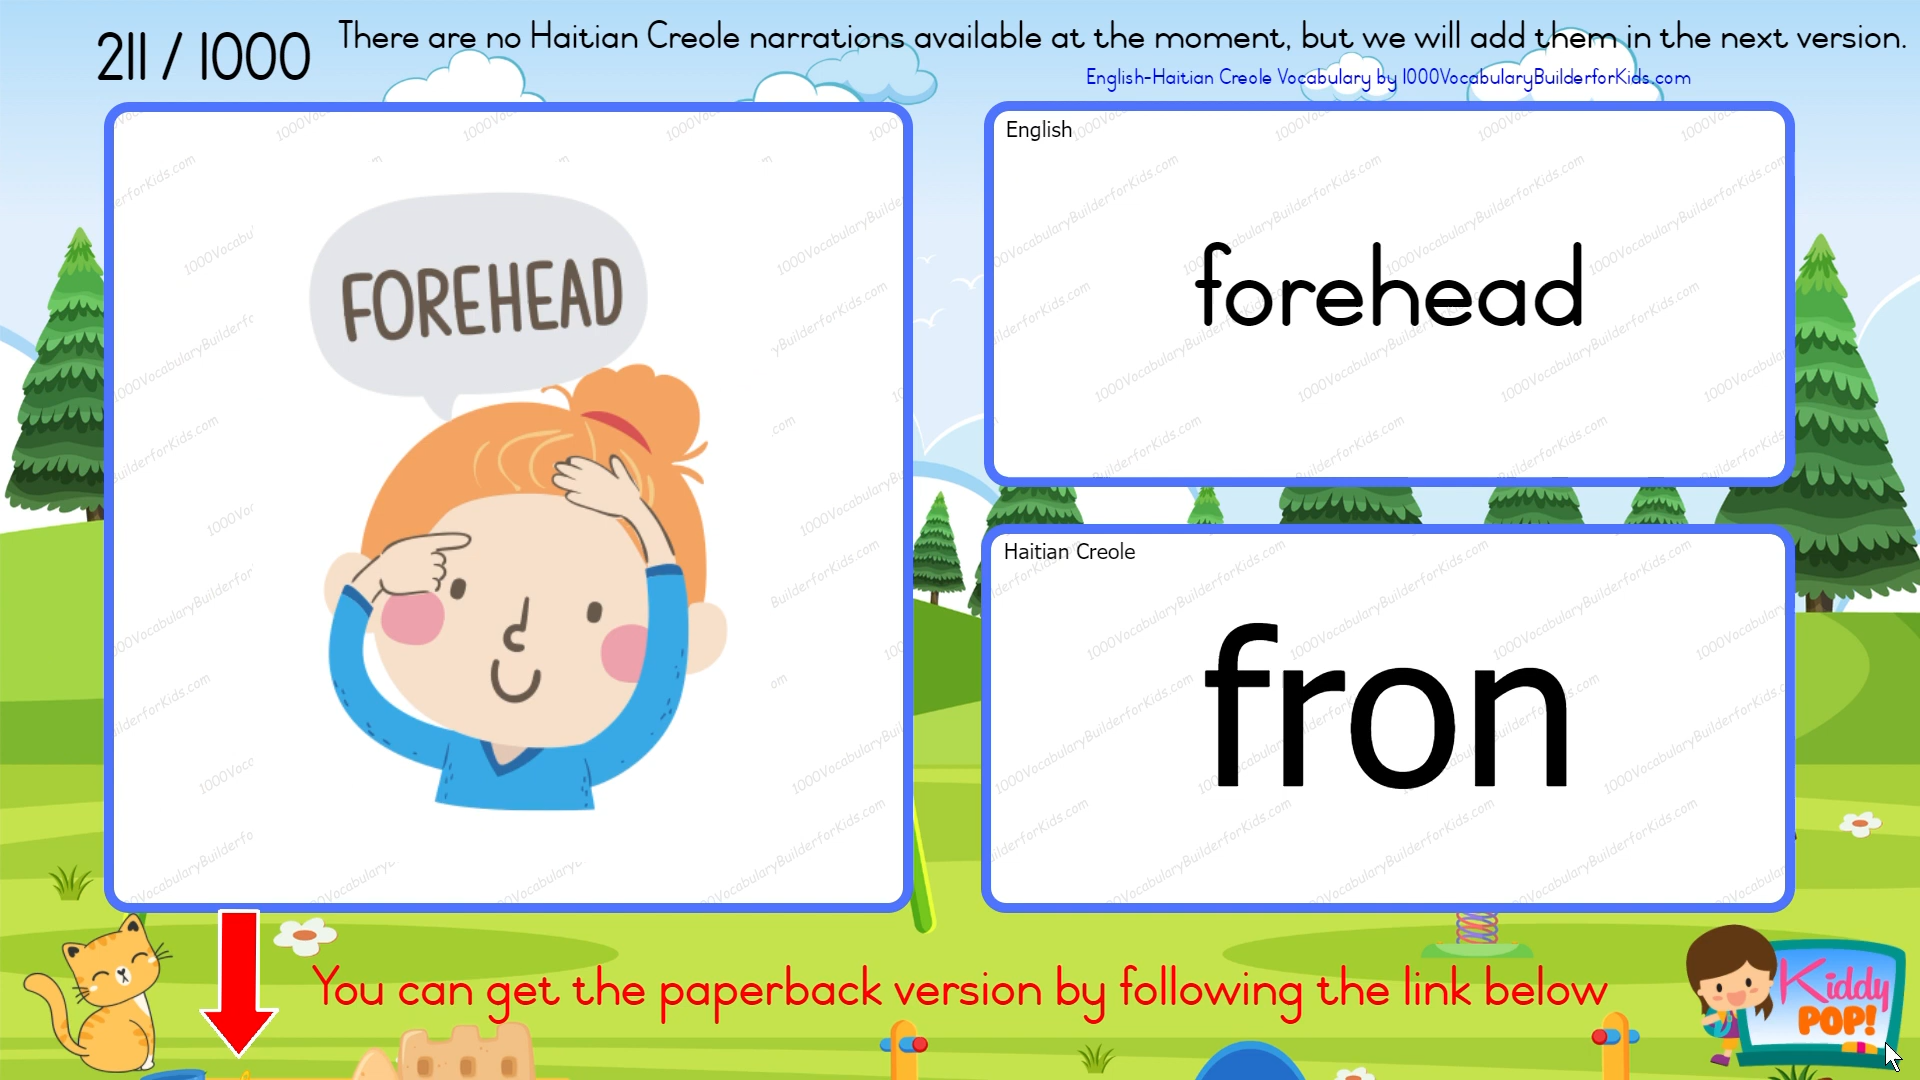 211 / 1000
There are no Haitian Creole narrations available at the moment, but we will add them in the next version.
English-Haitian Creole Vocabulary by 1000VocabularyBuilderforKids.com
FOREHEAD
English
forehead
Haitian Creole
fron
You can get the paperback version by following the link below
Kiddy
POP!
1000VocabularyBuilderforKids.com